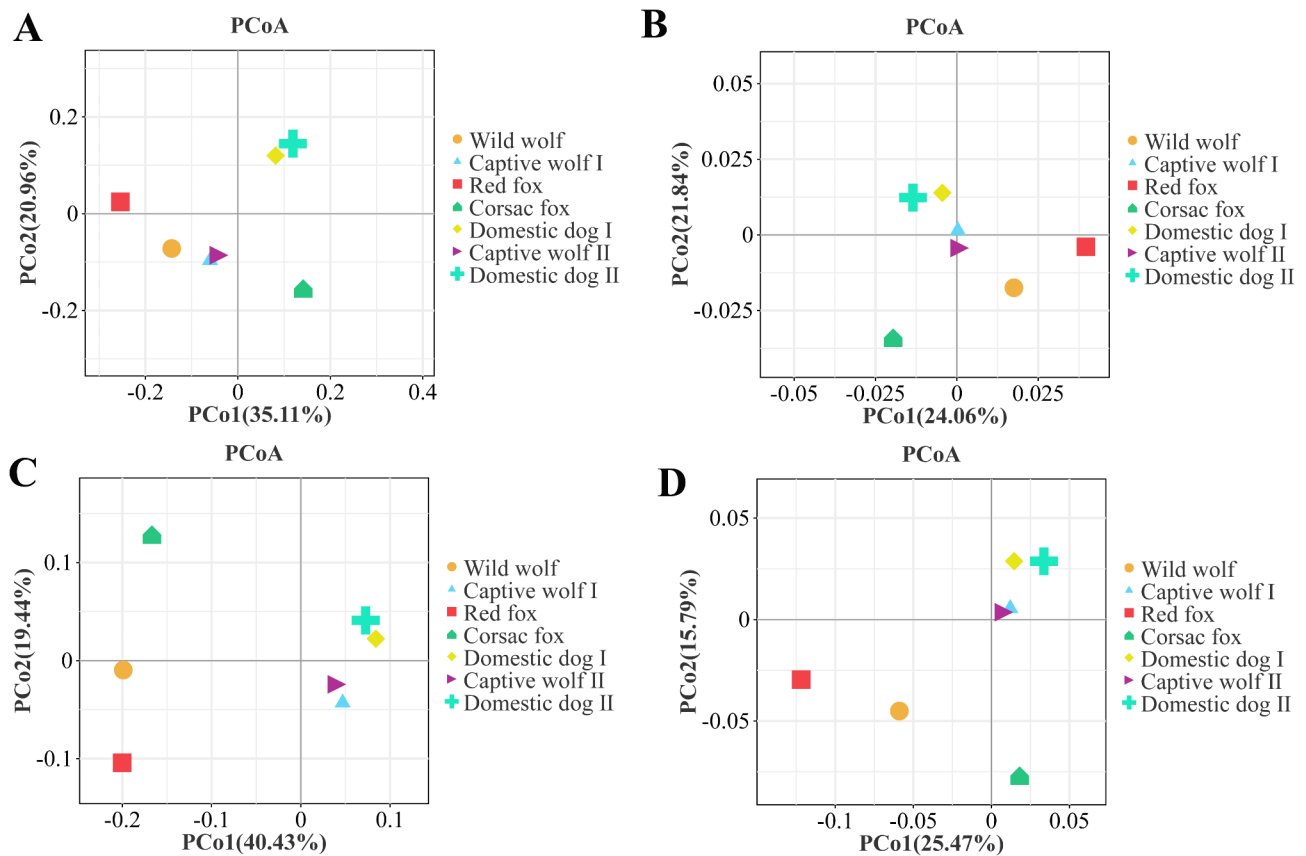 A
PCoA
PCo2(20.96%)
0.2
0
-0.2
-0.2
0
0.2
0.4
PCo1(35.11%)
Wild wolf
Captive wolf I
Red fox
Corsac fox
Domestic dog I
Captive wolf II
Domestic dog II
B
PCoA
PCo2(21.84%)
0.05
0.025
0
-0.025
-0.05
-0.025
0
0.025
PCo1(24.06%)
Wild wolf
Captive wolf I
Red fox
Corsac fox
Domestic dog I
Captive wolf II
Domestic dog II
C
PCoA
PCo2(19.44%)
0.1
0
-0.1
-0.2
-0.1
0
0.1
PCo1(40.43%)
Wild wolf
Captive wolf I
Red fox
Corsac fox
Domestic dog I
Captive wolf II
Domestic dog II
D
PCoA
PCo2(15.79%)
0.05
0
-0.05
-0.1
-0.05
0
0.05
PCo1(25.47%)
Wild wolf
Captive wolf I
Red fox
Corsac fox
Domestic dog I
Captive wolf II
Domestic dog II